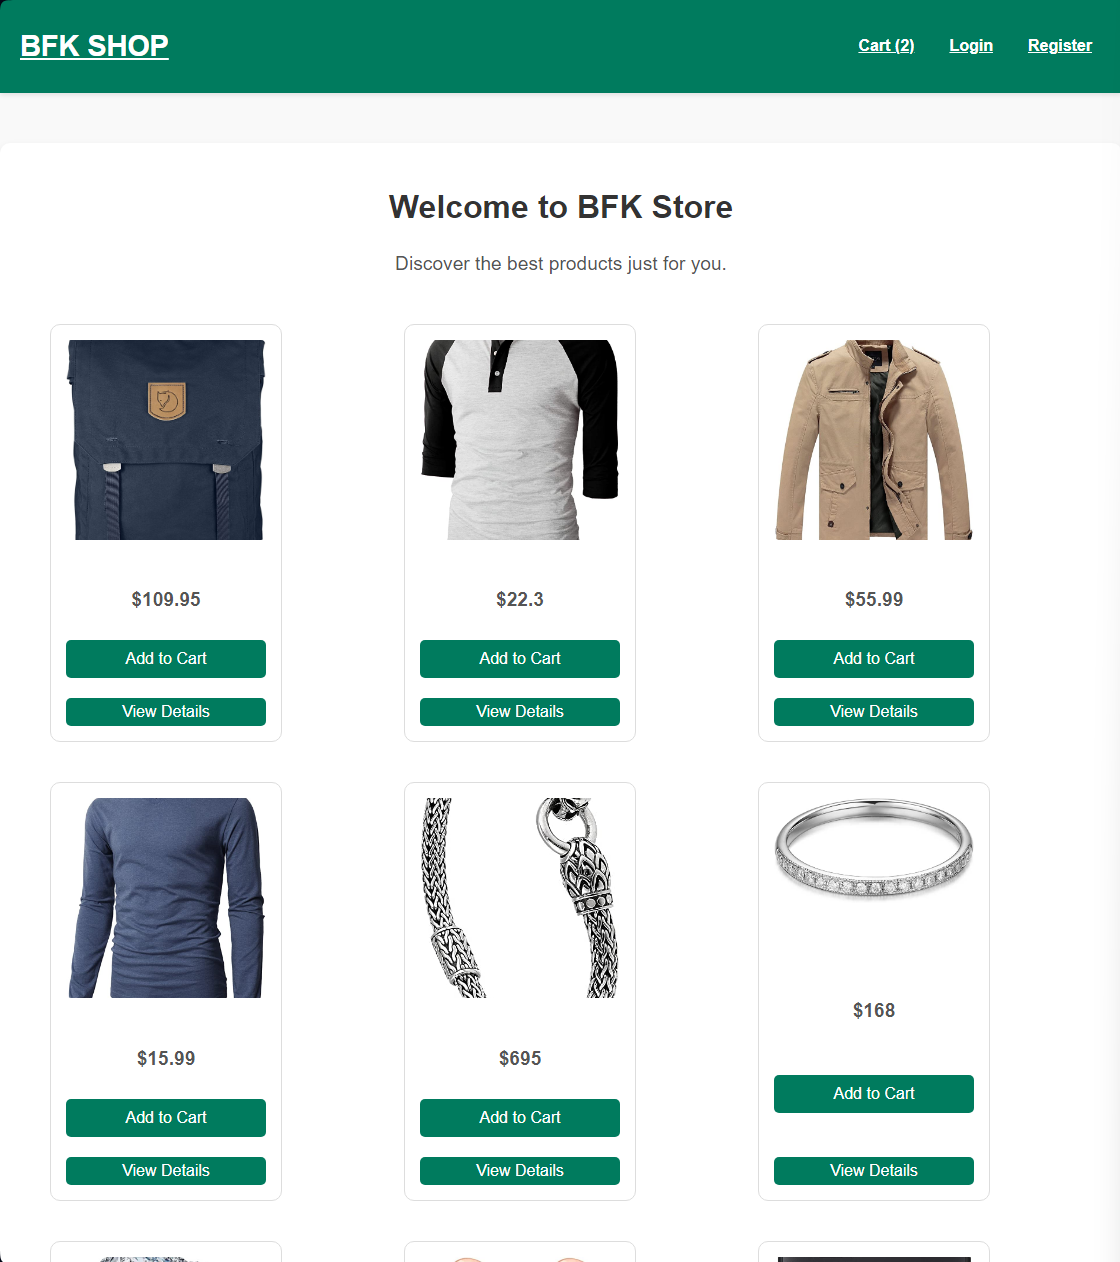 BFK SHOP
Cart (2) Login Register
Welcome to BFK Store
Discover the best products just for you.
$109.95 $22.3 $55.99
Add to Cart Add to Cart Add to Cart
View Details View Details View Details
$15.99 $695 $168
Add to Cart Add to Cart Add to Cart
View Details View Details View Details